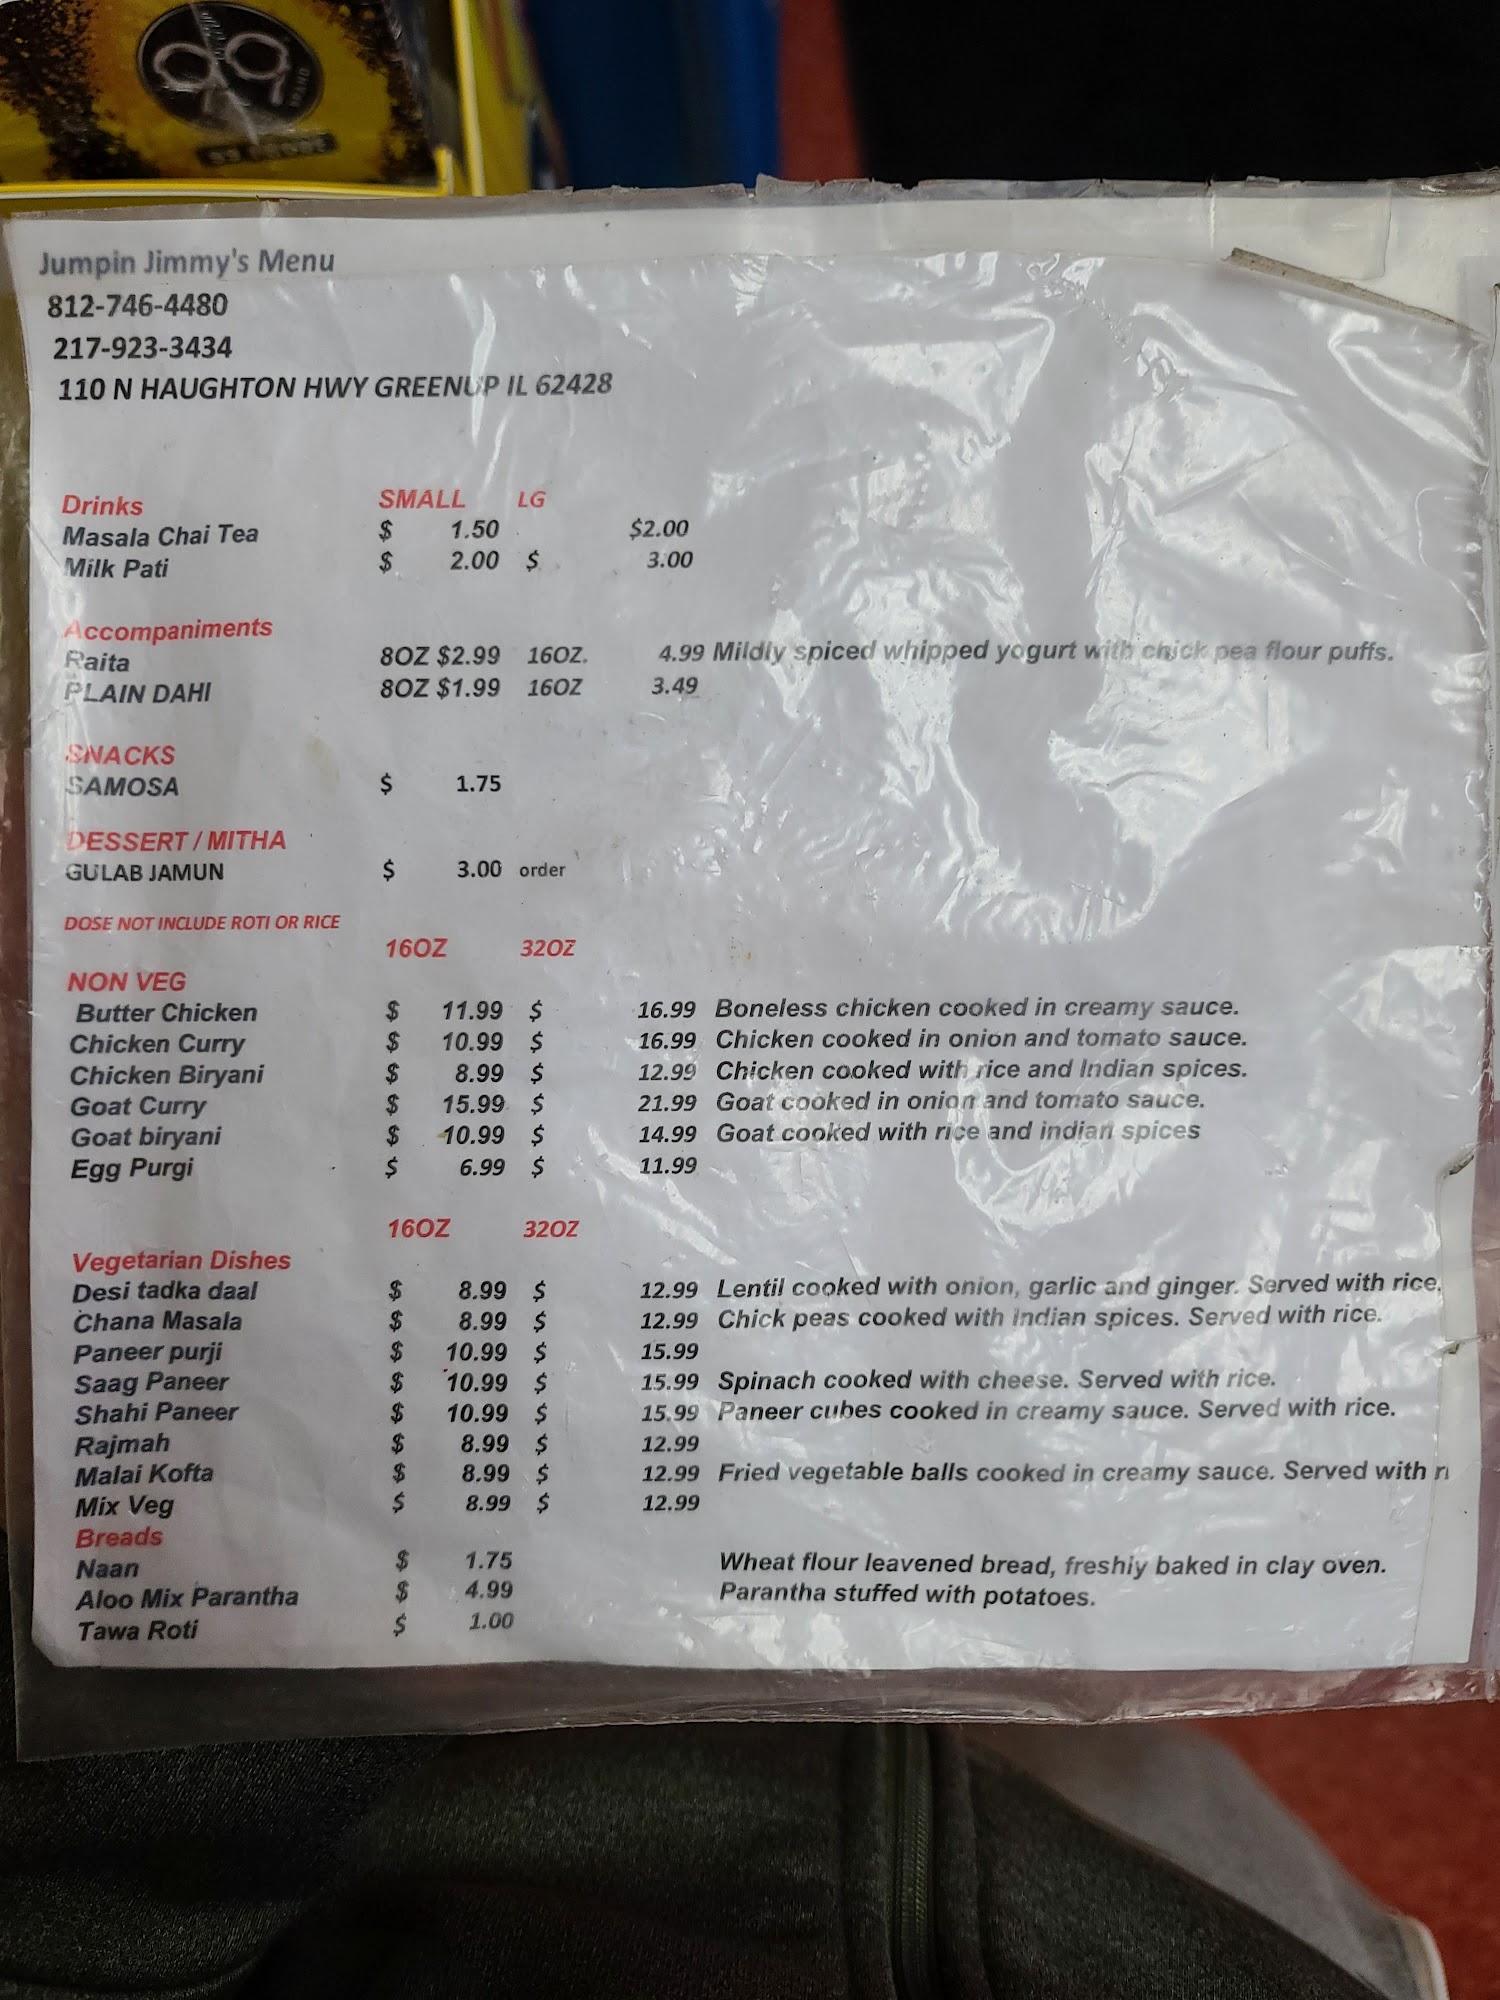 99
BRAND
Jumpin Jimmy's Menu
812-746-4480
217-923-3434
110 N HAUGHTON HWY GREENUP IL 62428
Drinks SMALL LG
Masala Chai Tea $ 1.50 $2.00
Milk Pati $ 2.00 $ 3.00
Accompaniments
Raita 8OZ $2.99 16OZ. 4.99 Mildly spiced whipped yogurt with chick pea flour puffs.
PLAIN DAHI 8OZ $1.99 16OZ 3.49
SNACKS
SAMOSA $ 1.75
DESSERT / MITHA
GULAB JAMUN $ 3.00 order
DOSE NOT INCLUDE ROTI OR RICE
16OZ 32OZ
NON VEG
Butter Chicken $ 11.99 $ 16.99 Boneless chicken cooked in creamy sauce.
Chicken Curry $ 10.99 $ 16.99 Chicken cooked in onion and tomato sauce.
Chicken Biryani $ 8.99 $ 12.99 Chicken cooked with rice and Indian spices.
Goat Curry $ 15.99 $ 21.99 Goat cooked in onion and tomato sauce.
Goat biryani $ 10.99 $ 14.99 Goat cooked with rice and indian spices
Egg Purgi $ 6.99 $ 11.99
16OZ 32OZ
Vegetarian Dishes
Desi tadka daal $ 8.99 $ 12.99 Lentil cooked with onion, garlic and ginger. Served with rice.
Chana Masala $ 8.99 $ 12.99 Chick peas cooked with Indian spices. Served with rice.
Paneer purji $ 10.99 $ 15.99
Saag Paneer $ 10.99 $ 15.99 Spinach cooked with cheese. Served with rice.
Shahi Paneer $ 10.99 $ 15.99 Paneer cubes cooked in creamy sauce. Served with rice.
Rajmah $ 8.99 $ 12.99
Malai Kofta $ 8.99 $ 12.99 Fried vegetable balls cooked in creamy sauce. Served with
Mix Veg $ 8.99 $ 12.99
Breads
Naan $ 1.75 Wheat flour leavened bread, freshly baked in clay oven.
Aloo Mix Parantha $ 4.99 Parantha stuffed with potatoes.
Tawa Roti $ 1.00